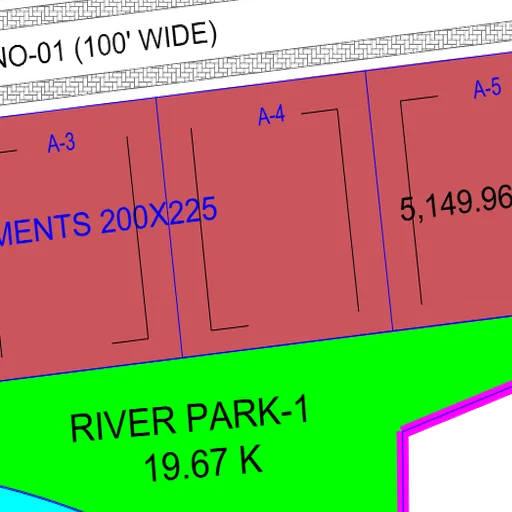 NO-01 (100' WIDE)
A-3
A-4
A-5
MENTS 200X225
5,149.96
RIVER PARK-1
19.67 K